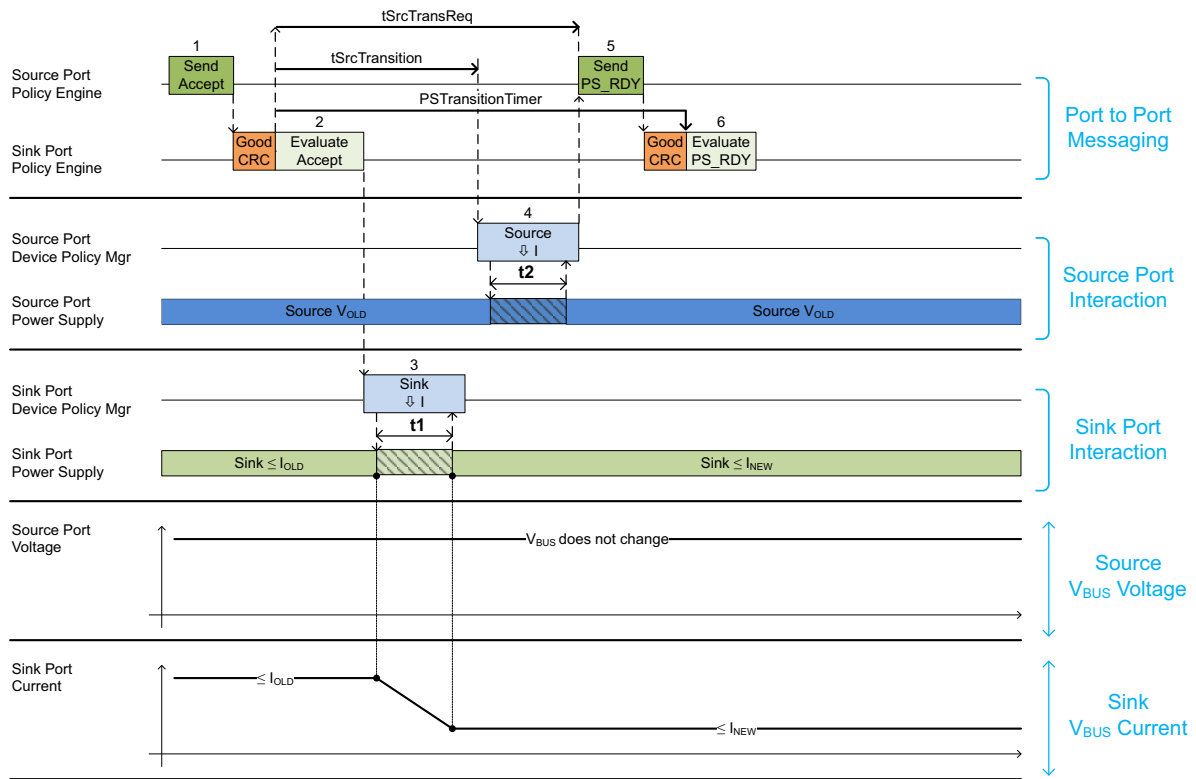 tSrcTransReq
1
5
Source Port
Policy Engine
Send
Accept
tSrcTransition
Send
PS_RDY
PSTransitionTimer
2
6
Sink Port
Policy Engine
Good
CRC
Evaluate
Accept
Good
CRC
Evaluate
PS_RDY
Port to Port
Messaging
4
Source Port
Device Policy Mgr
Source
⇩ I
t2
Source Port
Power Supply
Source VOLD
Source VOLD
Source Port
Interaction
3
Sink Port
Device Policy Mgr
Sink
⇩ I
t1
Sink Port
Power Supply
Sink ≤ IOLD
Sink ≤ INEW
Sink Port
Interaction
Source Port
Voltage
VBUS does not change
Source
VBUS Voltage
Sink Port
Current
≤ IOLD
≤ INEW
Sink
VBUS Current